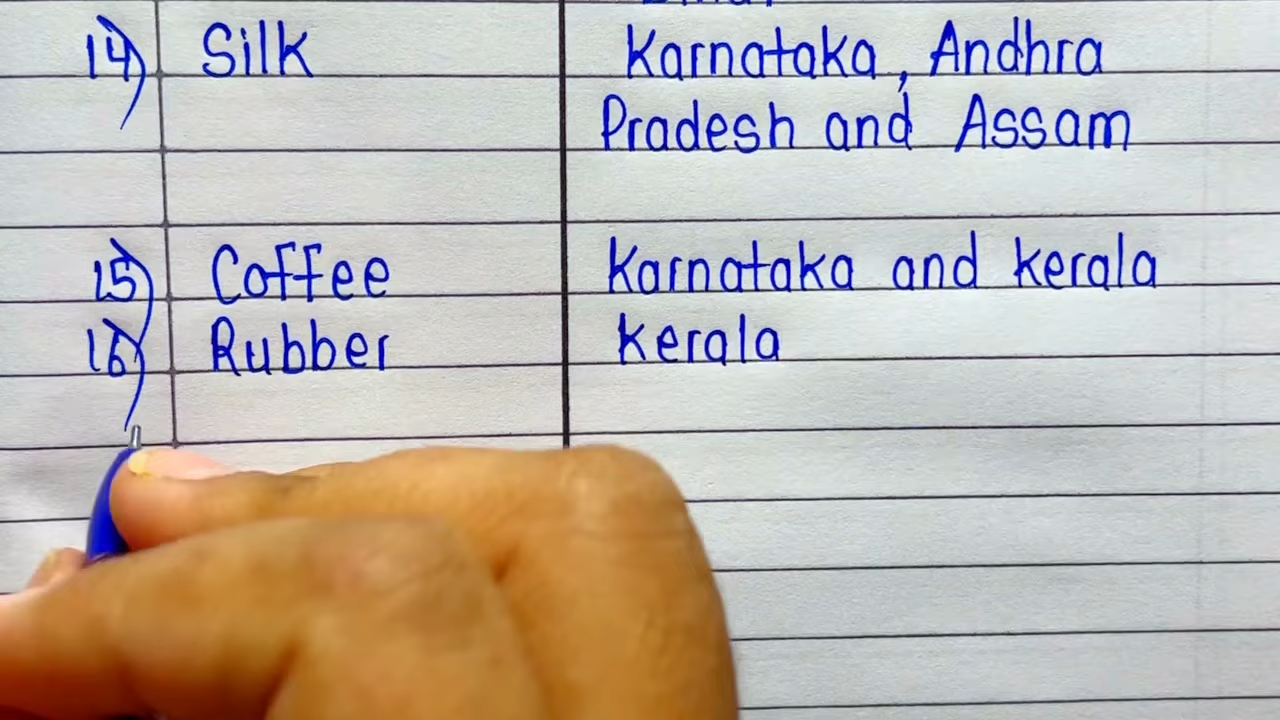 14) Silk Karnataka, Andhra
Pradesh and Assam
15) Coffee Karnataka and kerala
16) Rubber kerala